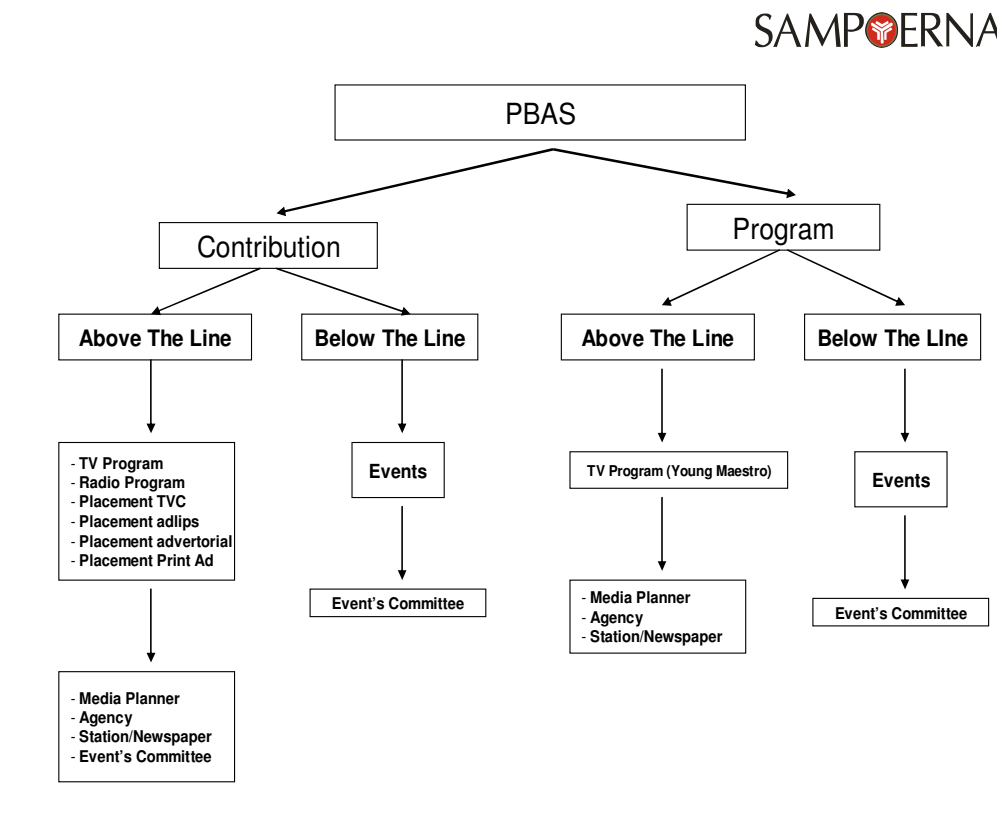 SAMPOERNA
PBAS
Contribution
Program
Above The Line
Below The Line
Above The Line
Below The LIne
- TV Program
- Radio Program
- Placement TVC
- Placement adlips
- Placement advertorial
- Placement Print Ad
Events
TV Program (Young Maestro)
Events
Event's Committee
- Media Planner
- Agency
- Station/Newspaper
Event's Committee
- Media Planner
- Agency
- Station/Newspaper
- Event's Committee